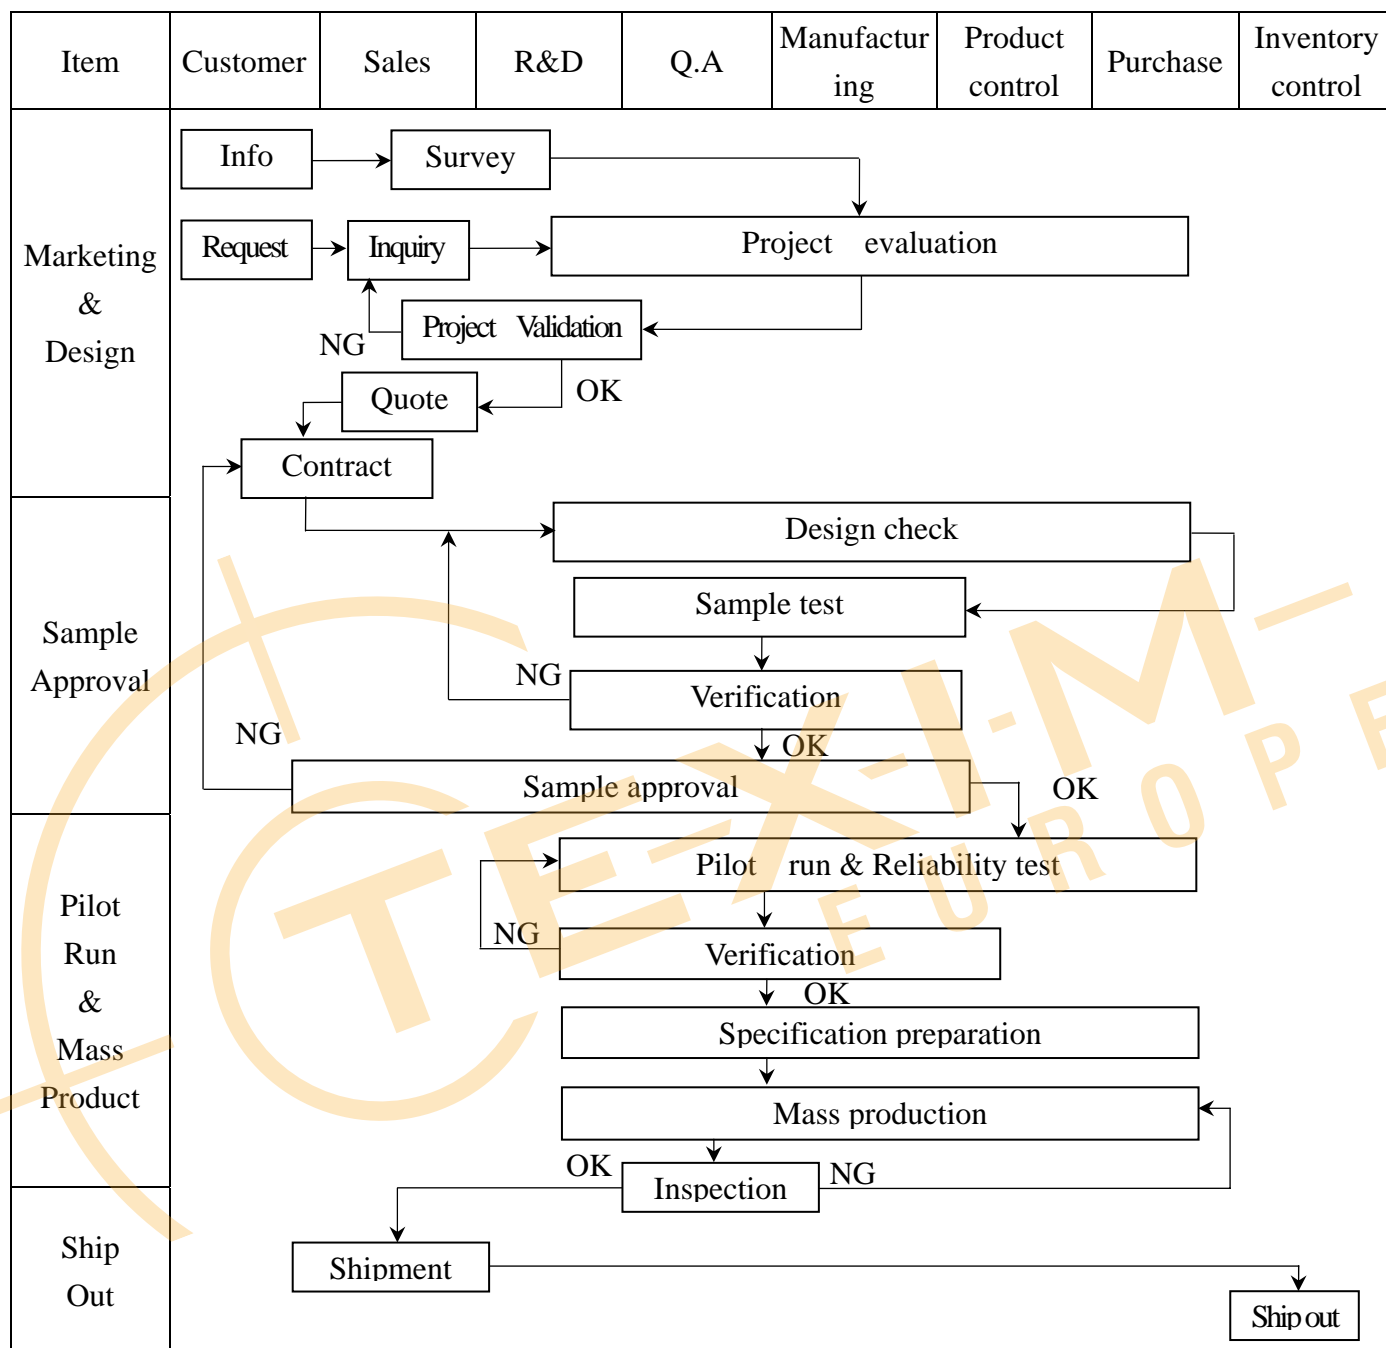 Item
Customer
Sales
R&D
Q.A
Manufactur
ing
Product
control
Purchase
Inventory
control
Marketing
&
Design
Info
Survey
Request
Inquiry
Project evaluation
Project Validation
NG
OK
Quote
Contract
Sample
Approval
Design check
Sample test
NG
Verification
NG
OK
Sample approval
OK
Pilot
Run
&
Mass
Product
Pilot run & Reliability test
NG
Verification
OK
Specification preparation
Mass production
OK
Inspection
NG
Ship
Out
Shipment
Ship out
TEXIM
EUROPE